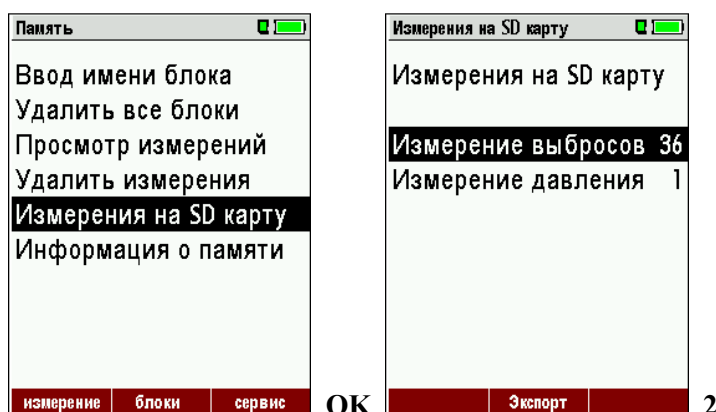 Память
Ввод имени блока
Удалить все блоки
Просмотр измерений
Удалить измерения
Измерения на SD карту
Информация о памяти
измерение блоки сервис
OK
Измерения на SD карту
Измерения на SD карту
Измерение выбросов 36
Измерение давления 1
Экспорт
2